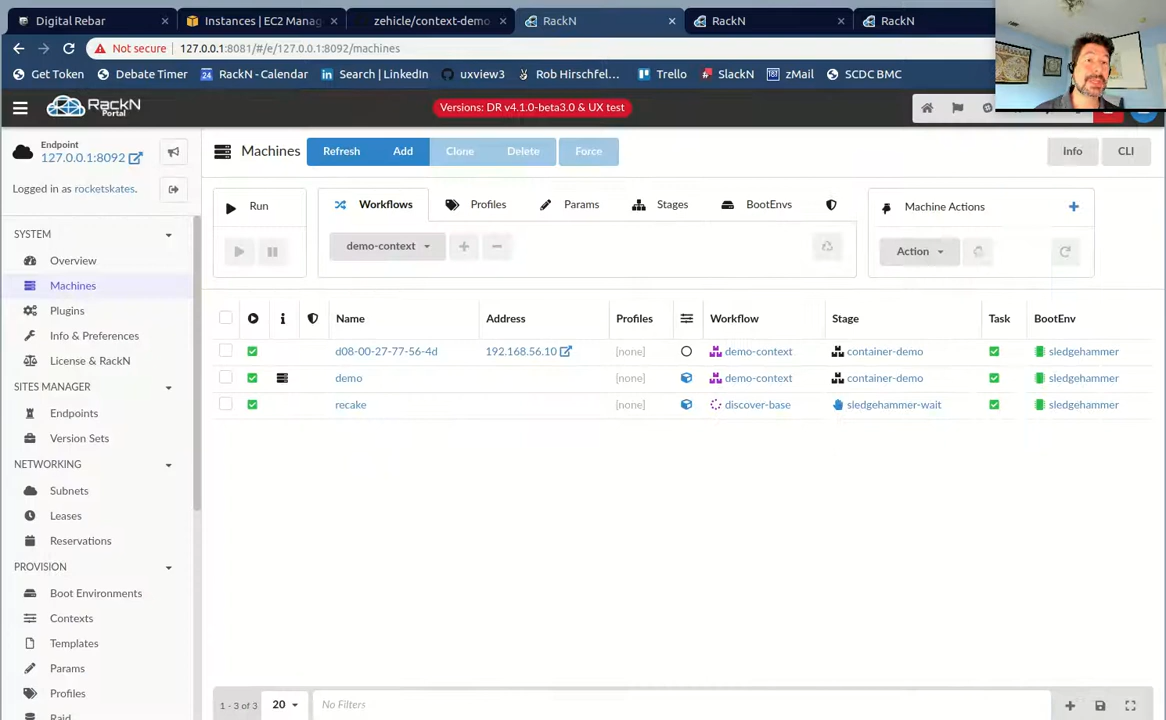 Digital Rebar
Instances | EC2 Manag
zehicle/context-demo
RackN
RackN
RackN
Not secure
127.0.0.1:8081/#/e/127.0.0.1:8092/machines
Get Token
Debate Timer
RackN - Calendar
Search | LinkedIn
uxview3
Rob Hirschfel...
Trello
SlackN
zMail
SCDC BMC
RackN
Portal
Versions: DR v4.1.0-beta3.0 & UX test
Endpoint
127.0.0.1:8092
Logged in as rocketskates.
SYSTEM
Overview
Machines
Plugins
Info & Preferences
License & RackN
SITES MANAGER
Endpoints
Version Sets
NETWORKING
Subnets
Leases
Reservations
PROVISION
Boot Environments
Contexts
Templates
Params
Profiles
Raid
Machines
Refresh
Add
Clone
Delete
Force
Info
CLI
Run
Workflows
Profiles
Params
Stages
BootEnvs
Machine Actions
demo-context
Action
Name Address Profiles Workflow Stage Task BootEnv
d08-00-27-77-56-4d 192.168.56.10 [none] demo-context container-demo sledgehammer
demo [none] demo-context container-demo sledgehammer
recake [none] discover-base sledgehammer-wait sledgehammer
1 - 3 of 3
20
No Filters